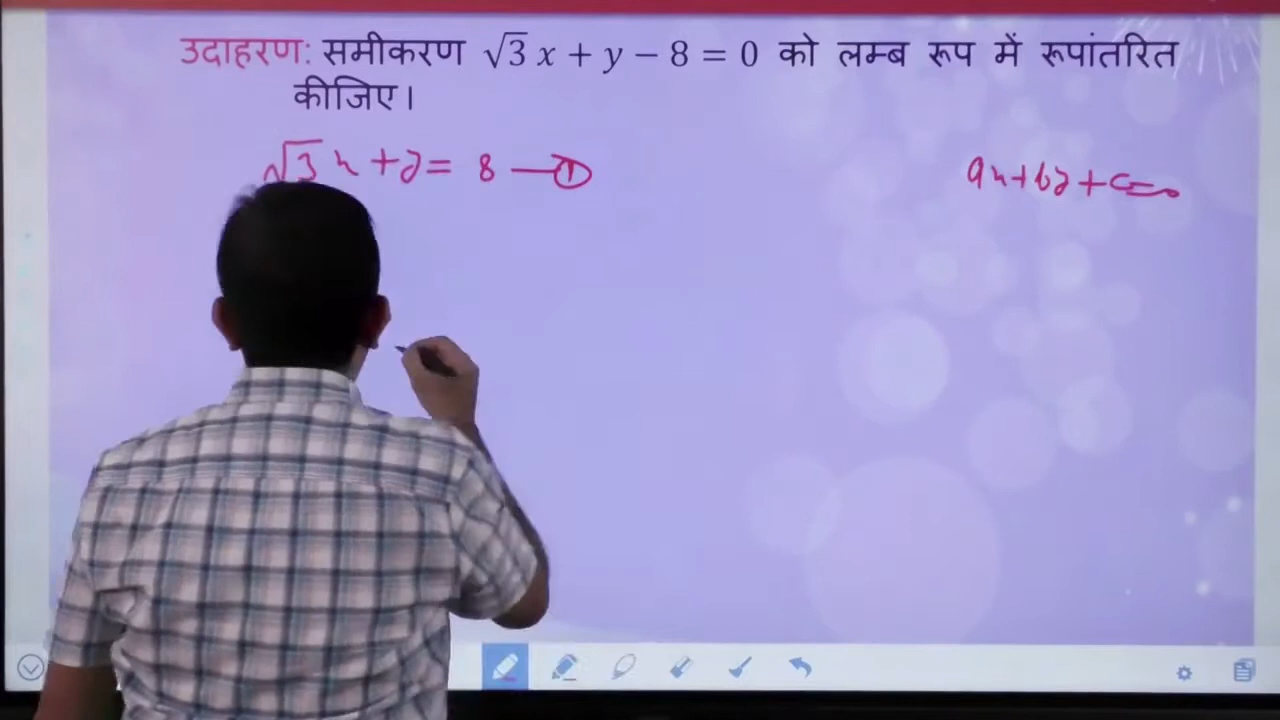 उदाहरण: समीकरण √3 x + y − 8 = 0 को लम्ब रूप में रूपांतरित
कीजिए।
√3 x + y = 8 — ①
ax + by + c = 0